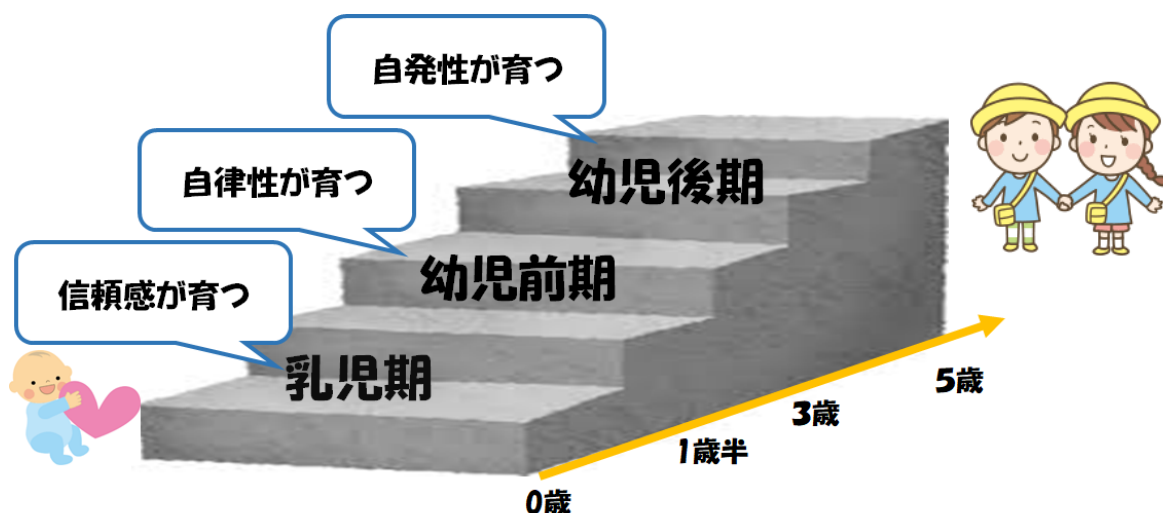 自発性が育つ
幼児後期
自律性が育つ
幼児前期
信頼感が育つ
乳児期
5歳
3歳
1歳半
0歳